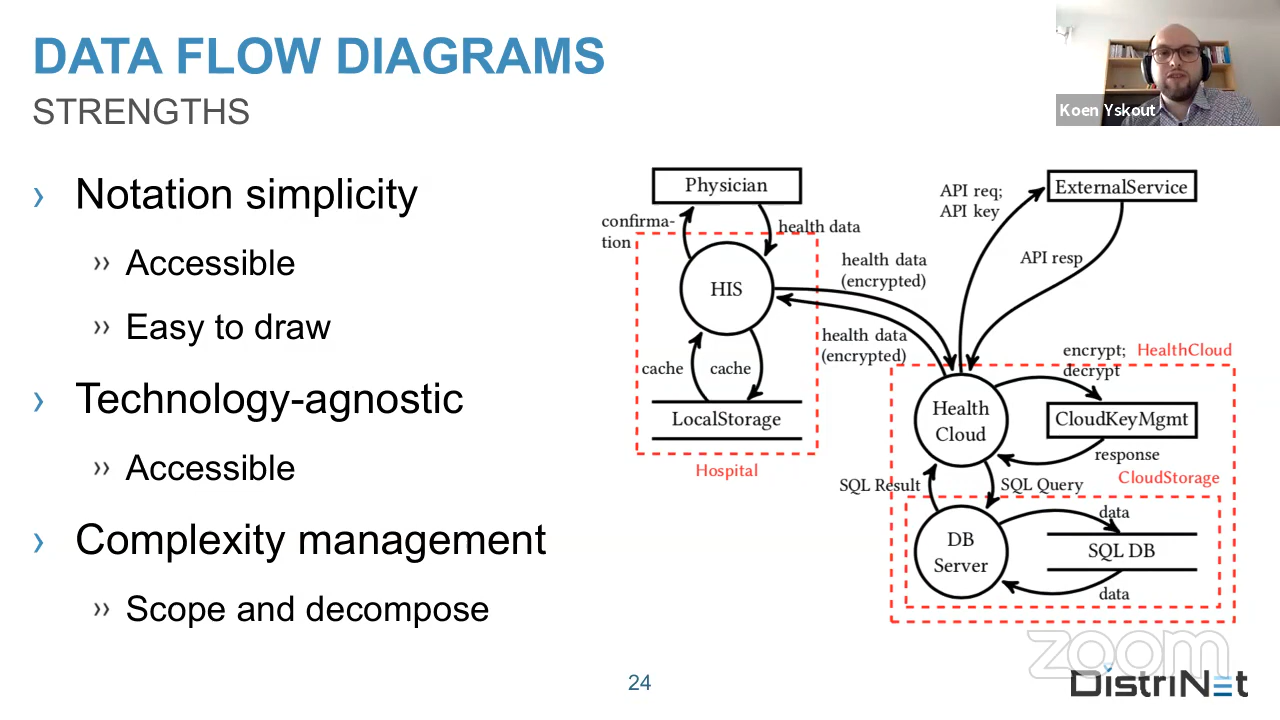 DATA FLOW DIAGRAMS
STRENGTHS
Koen Yskout
› Notation simplicity
›› Accessible
›› Easy to draw
› Technology-agnostic
›› Accessible
› Complexity management
›› Scope and decompose
Physician
confirma-
tion
health data
HIS
cache
cache
LocalStorage
Hospital
health data
(encrypted)
health data
(encrypted)
API req;
API key
ExternalService
API resp
encrypt;
decrypt
HealthCloud
Health
Cloud
CloudKeyMgmt
response
CloudStorage
SQL Result
SQL Query
DB
Server
data
SQL DB
data
24
zoom
DistriNet